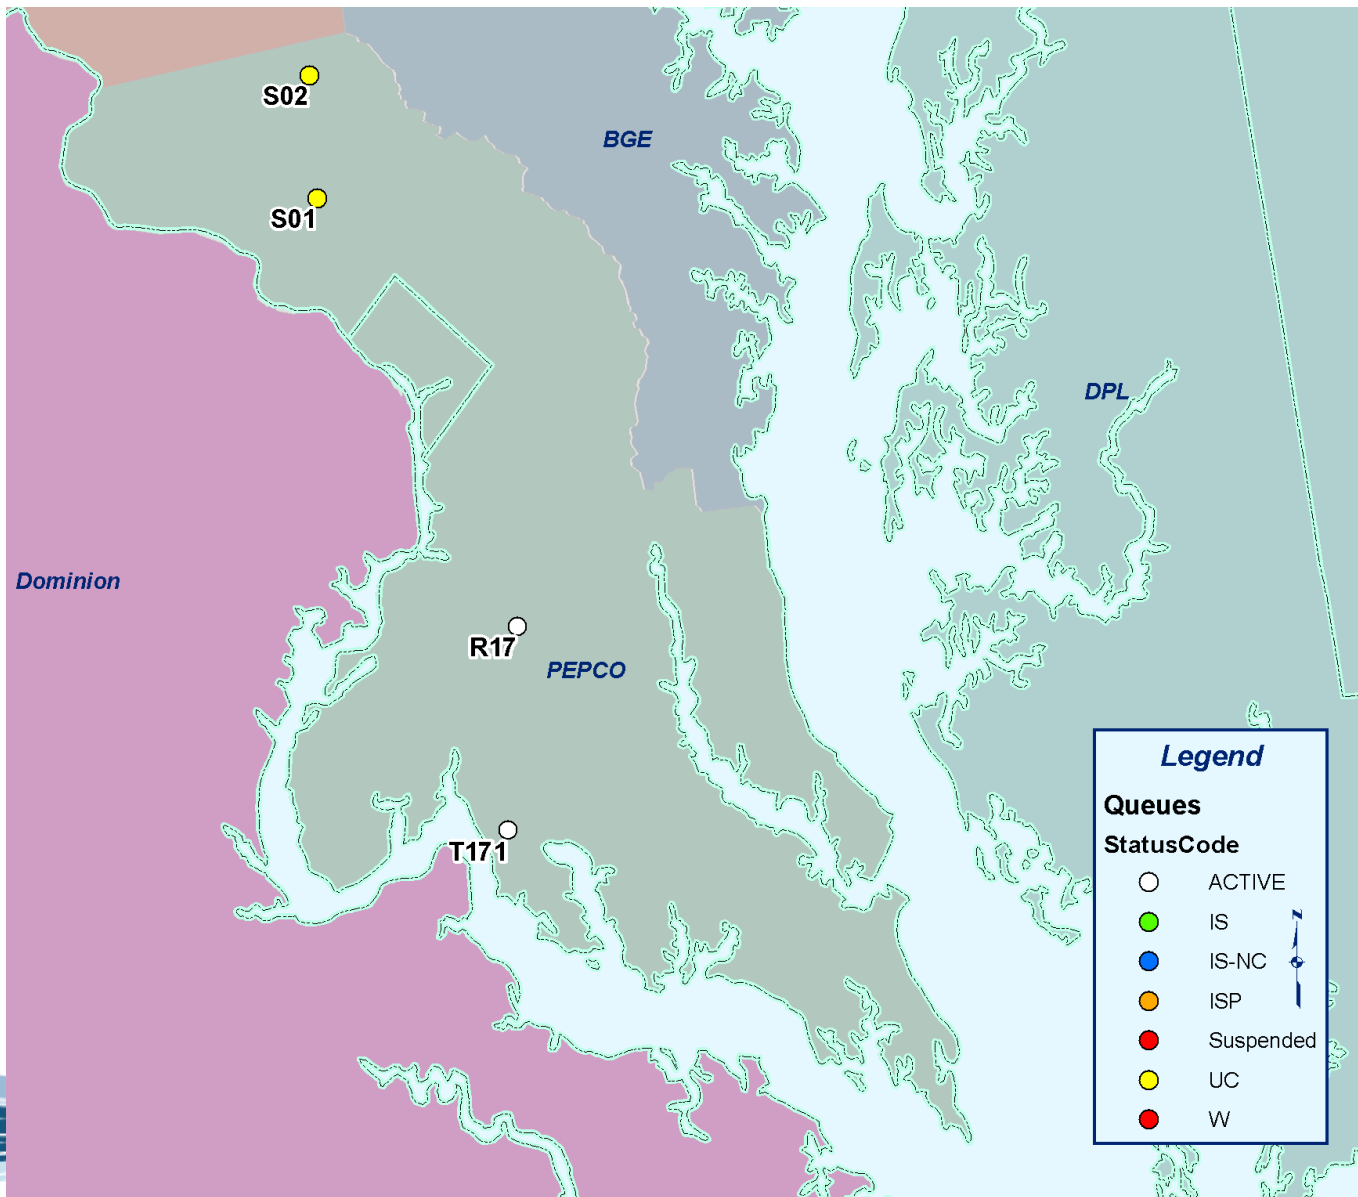 S02
BGE
S01
DPL
Dominion
R17
PEPCO
T171
Legend
Queues
StatusCode
ACTIVE
IS
IS-NC
ISP
Suspended
UC
W
N